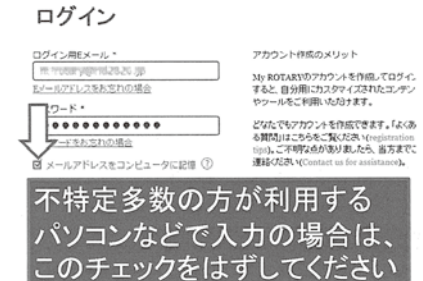 ログイン
ログイン用Eメール *
Eメールアドレスをお忘れの場合
ワード *
ードをお忘れの場合
メールアドレスをコンピュータに記憶 ?
アカウント作成のメリット
My ROTARYのアカウントを作成してログイン
すると、自分用にカスタマイズされたコンテン
ツやツールをご利用いただけます。
どなたでもアカウントを作成できます。「よくあ
る質問」はこちらをご覧ください(registration
tips)。ご不明な点がありましたら、当方までご
連絡ください(Contact us for assistance)。
不特定多数の方が利用する
パソコンなどで入力の場合は、
このチェックをはずしてください